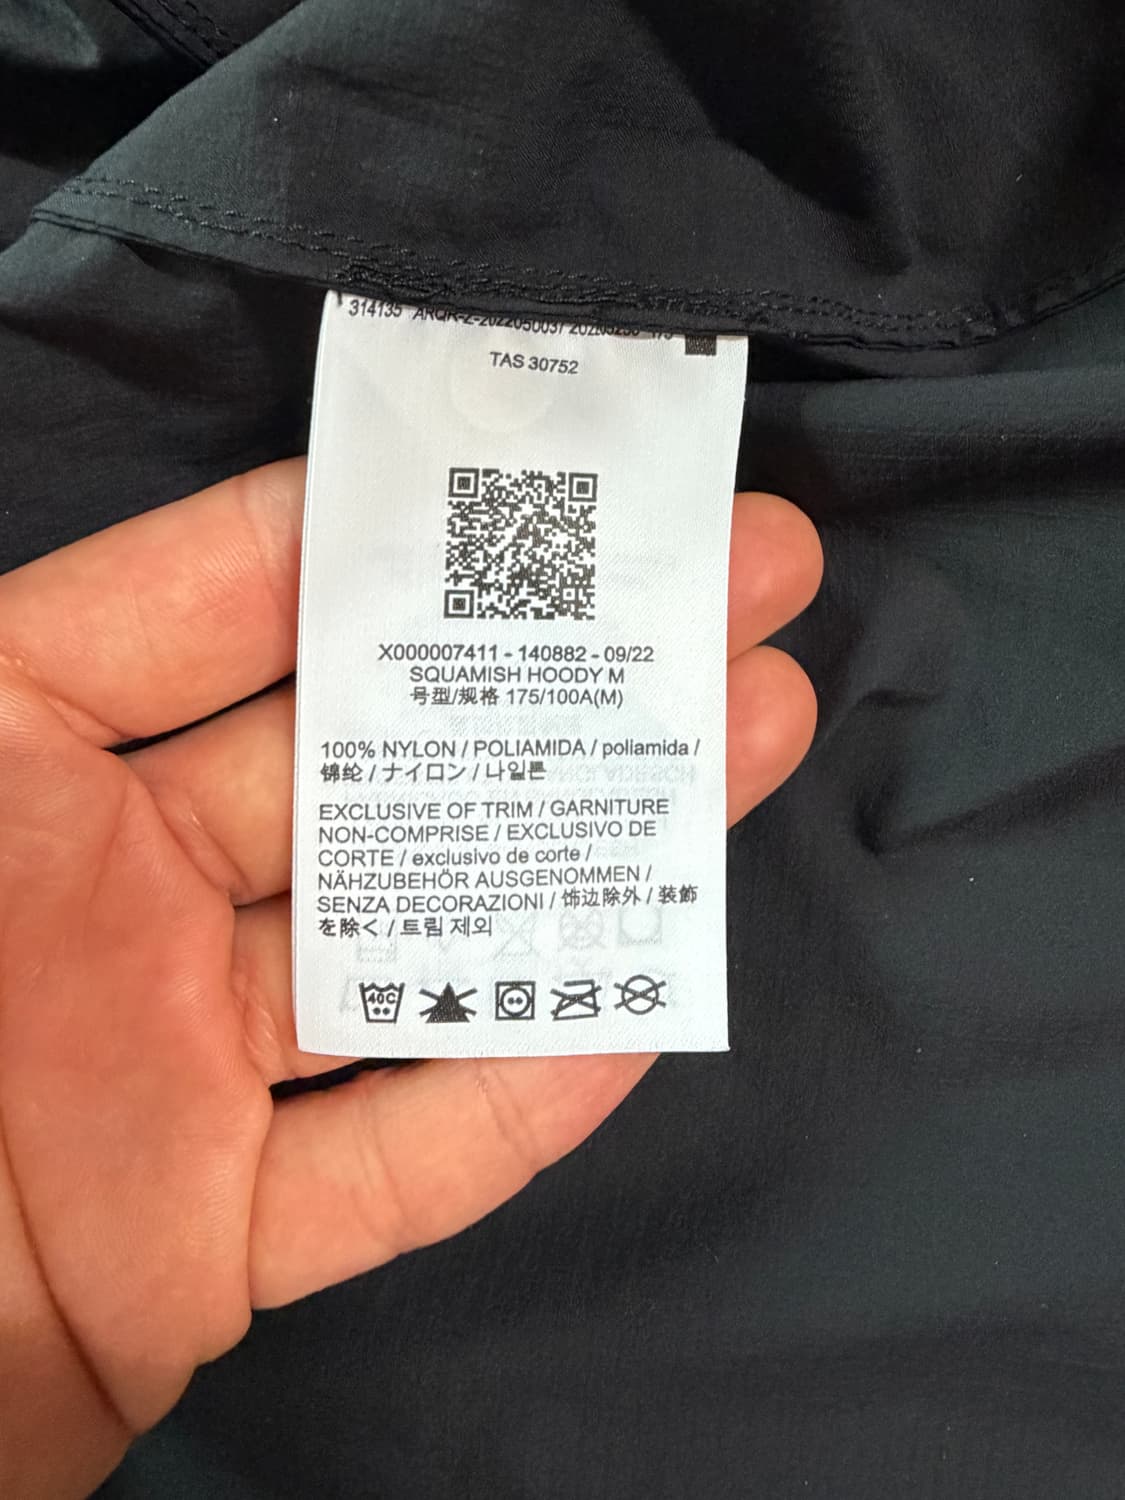 314135
TAS 30752
X000007411 - 140882 - 09/22
SQUAMISH HOODY M
号型/规格 175/100A(M)
100% NYLON / POLIAMIDA / poliamida /
锦纶 / ナイロン / 나일론
EXCLUSIVE OF TRIM / GARNITURE
NON-COMPRISE / EXCLUSIVO DE
CORTE / exclusivo de corte /
NÄHZUBEHÖR AUSGENOMMEN /
SENZA DECORAZIONI / 饰边除外 / 装飾
を除く / 트림 제외
40C